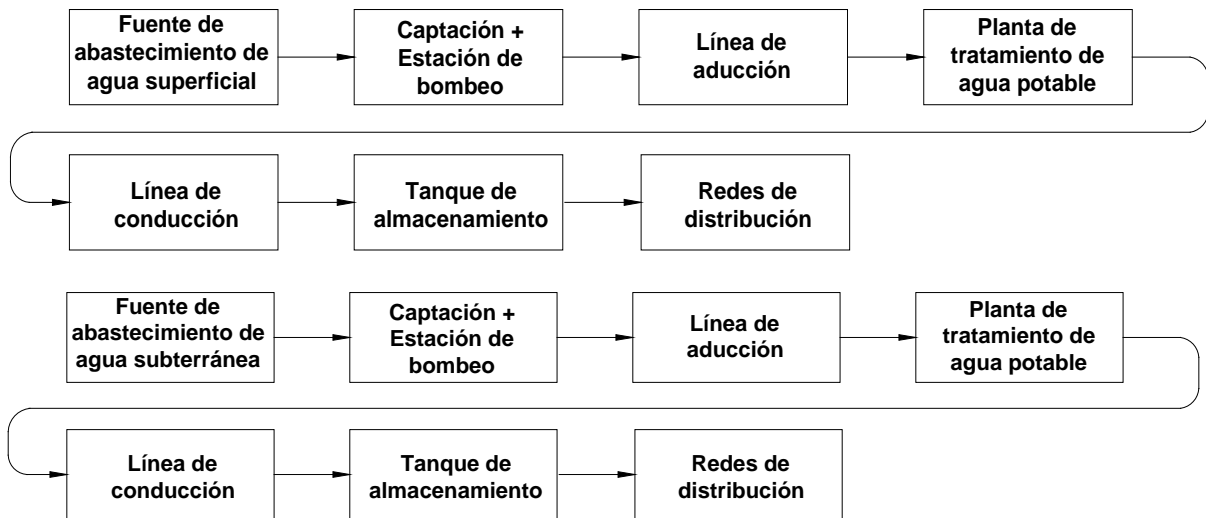 Fuente de
abastecimiento de
agua superficial
Captación +
Estación de
bombeo
Línea de
aducción
Planta de
tratamiento de
agua potable
Línea de
conducción
Tanque de
almacenamiento
Redes de
distribución
Fuente de
abastecimiento de
agua subterránea
Captación +
Estación de
bombeo
Línea de
aducción
Planta de
tratamiento de
agua potable
Línea de
conducción
Tanque de
almacenamiento
Redes de
distribución